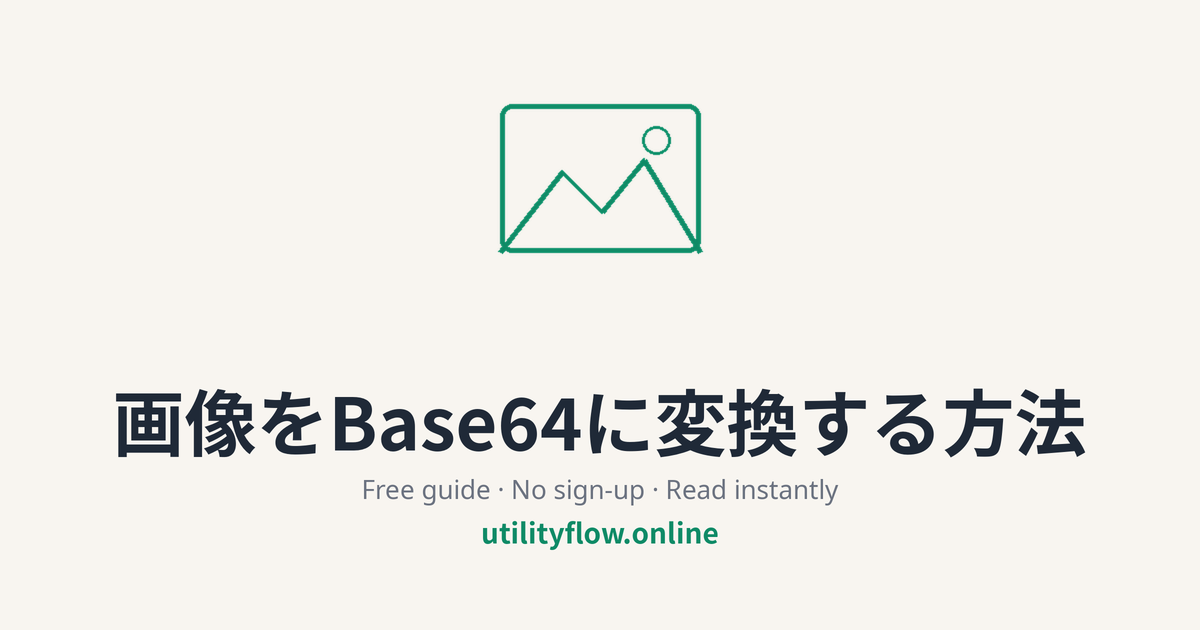 画像をBase64に変換する方法
Free guide · No sign-up · Read instantly
utilityflow.online